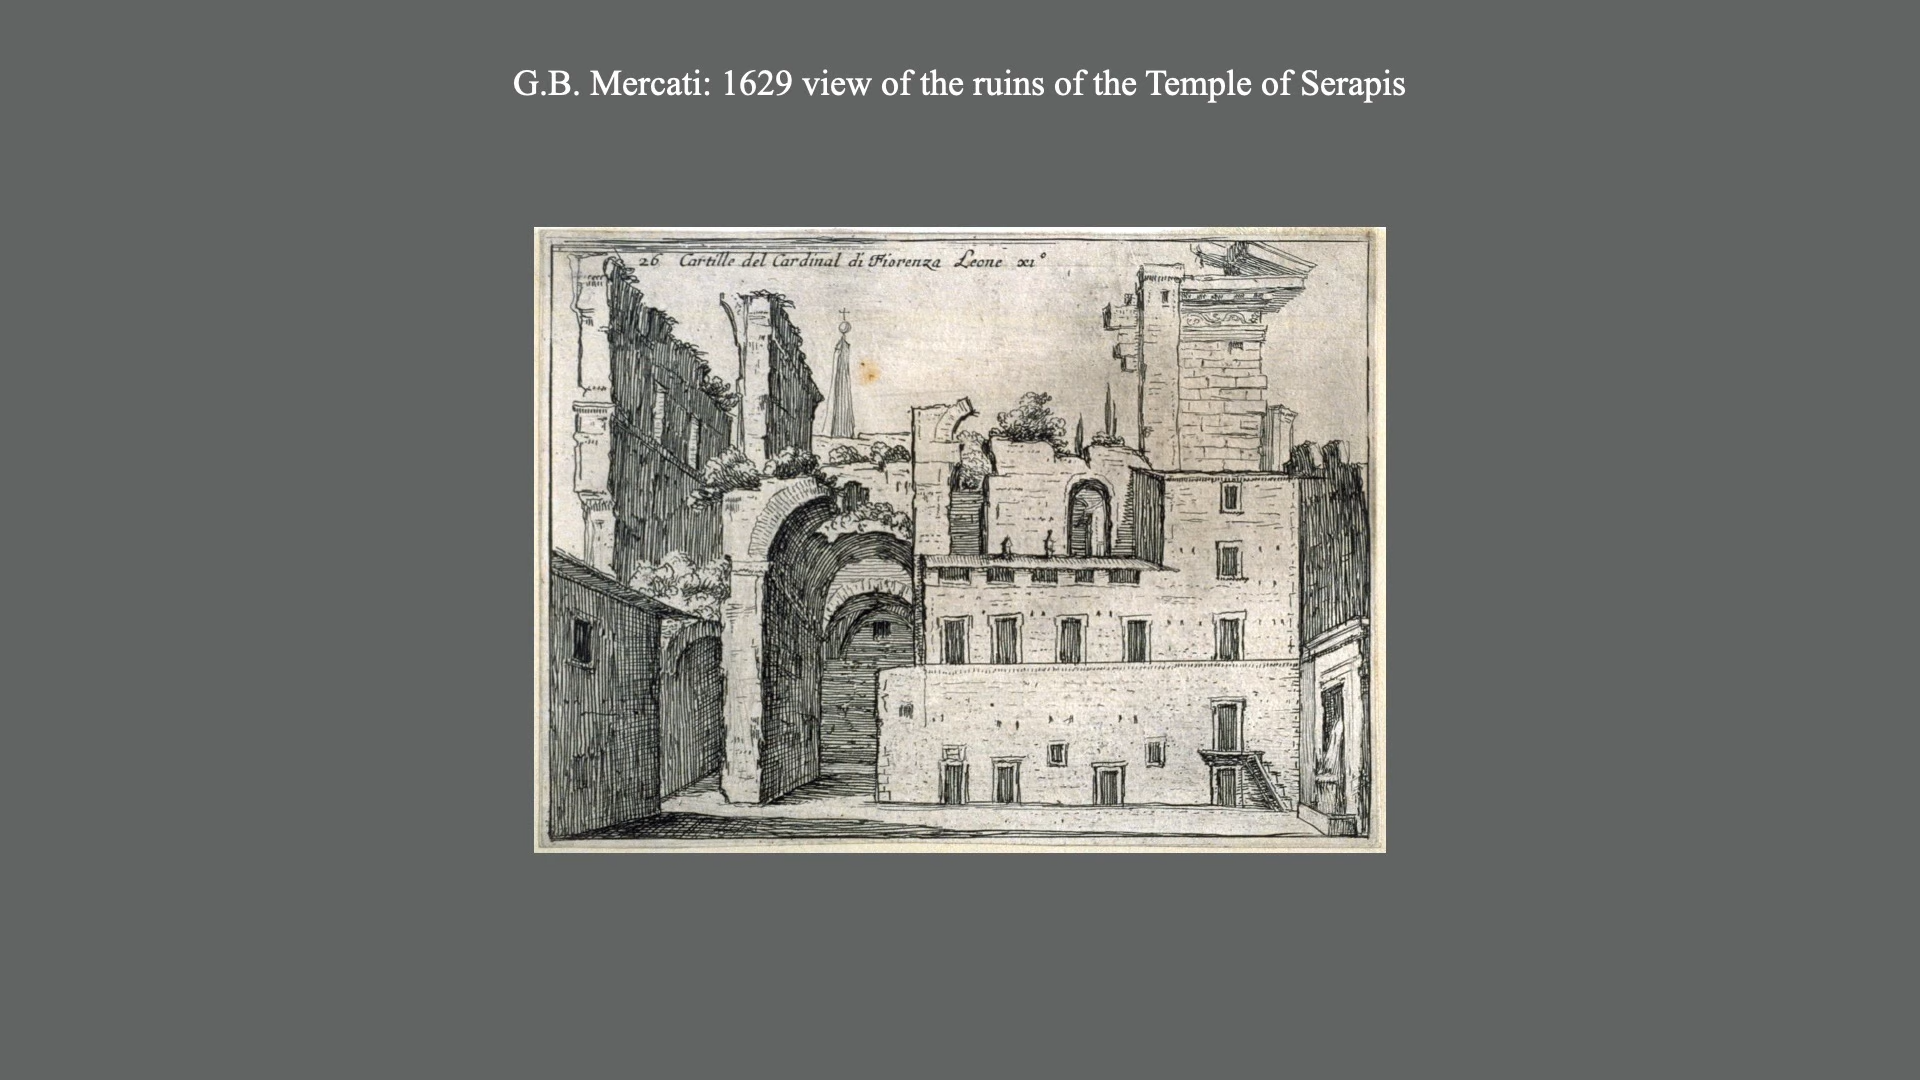 G.B. Mercati: 1629 view of the ruins of the Temple of Serapis
26 Cortille del Cardinal di Fiorenza Leone xi°